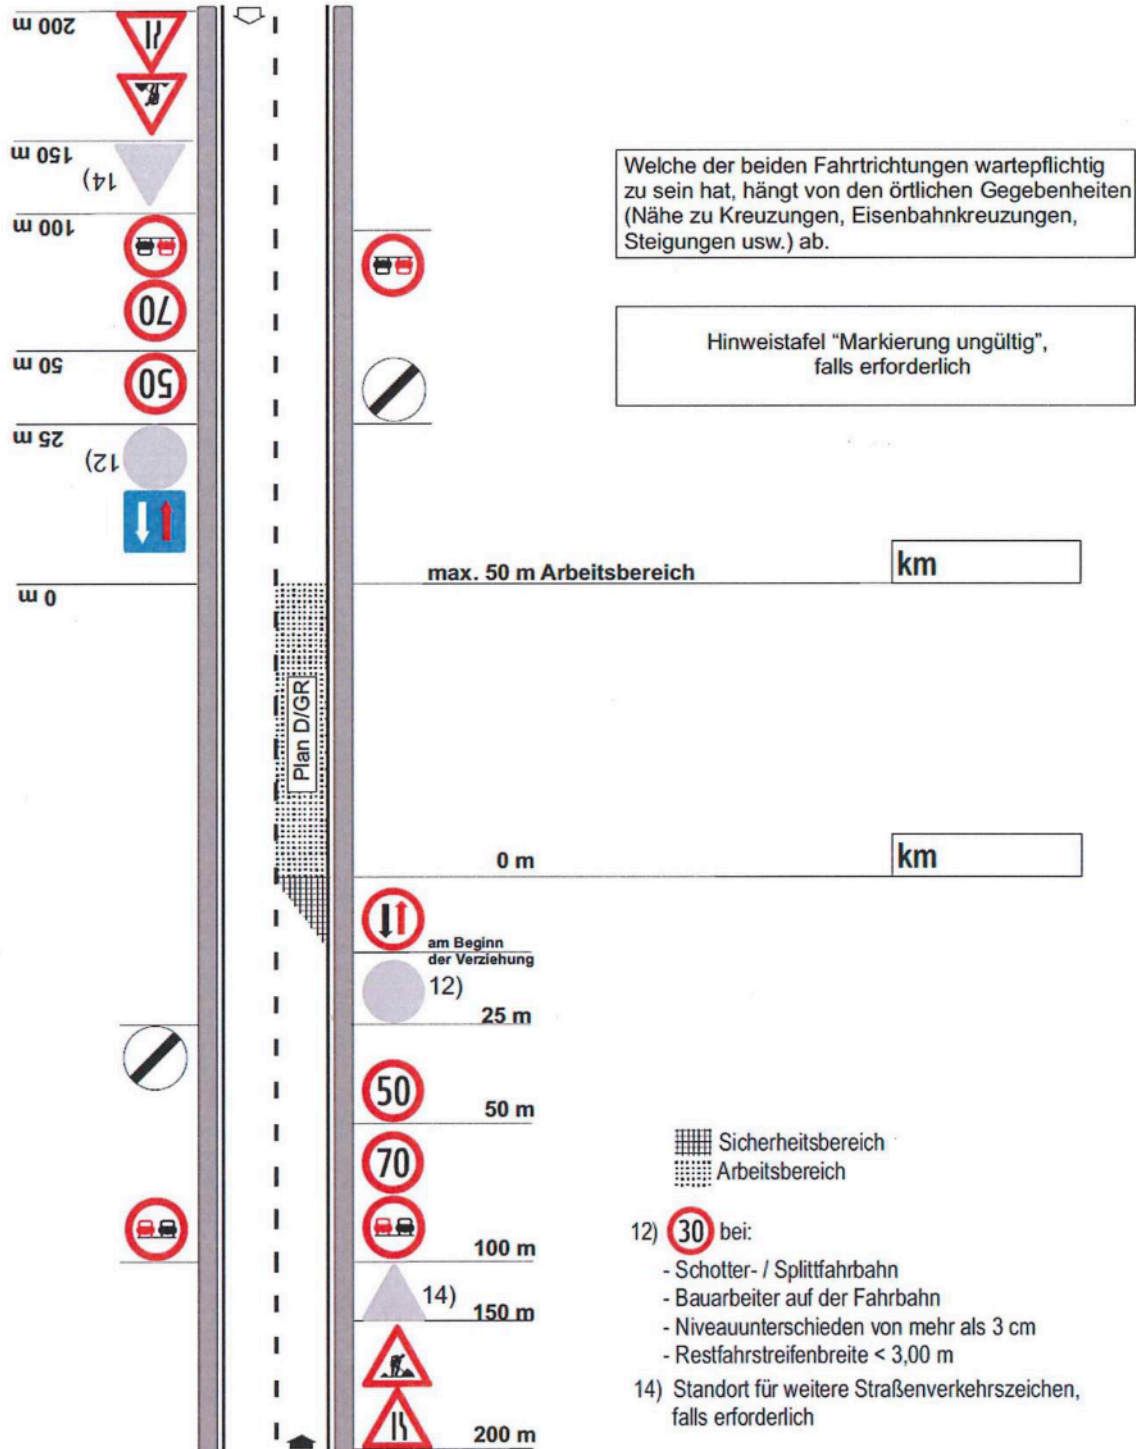 200 m
150 m
14)
100 m
70
50 m
50
25 m
12)
0 m
Welche der beiden Fahrtrichtungen wartepflichtig
zu sein hat, hängt von den örtlichen Gegebenheiten
(Nähe zu Kreuzungen, Eisenbahnkreuzungen,
Steigungen usw.) ab.
Hinweistafel “Markierung ungültig”,
falls erforderlich
max. 50 m Arbeitsbereich
km
Plan D/GR
0 m
km
am Beginn
der Verziehung
12)
25 m
50
50 m
70
100 m
14)
150 m
200 m
Sicherheitsbereich
Arbeitsbereich
12) 30 bei:
- Schotter- / Splittfahrbahn
- Bauarbeiter auf der Fahrbahn
- Niveauunterschieden von mehr als 3 cm
- Restfahrstreifenbreite < 3,00 m
14) Standort für weitere Straßenverkehrszeichen,
falls erforderlich